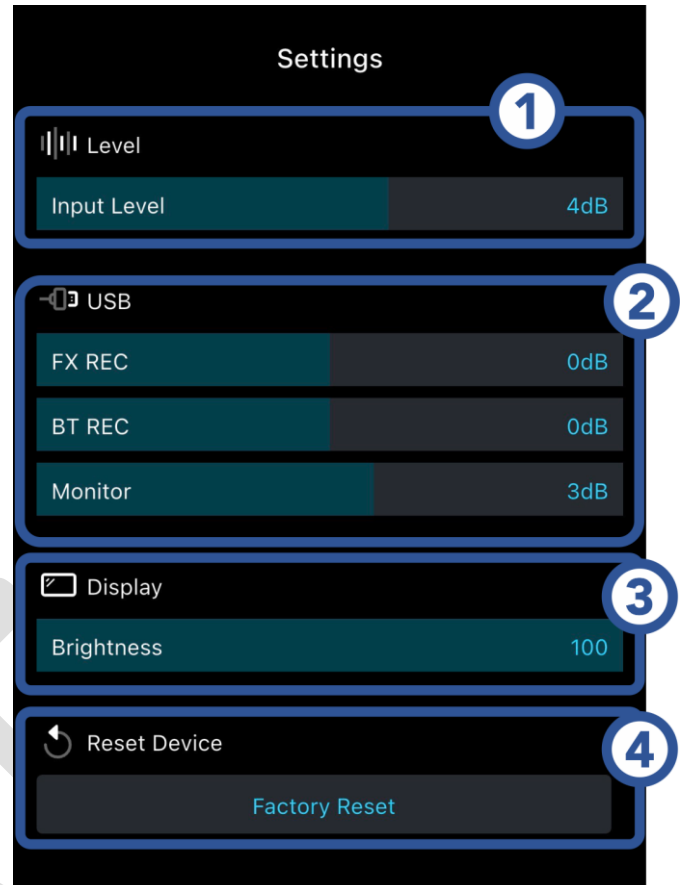 Settings
1
Level
Input Level 4dB
2
USB
FX REC 0dB
BT REC 0dB
Monitor 3dB
3
Display
Brightness 100
4
Reset Device
Factory Reset